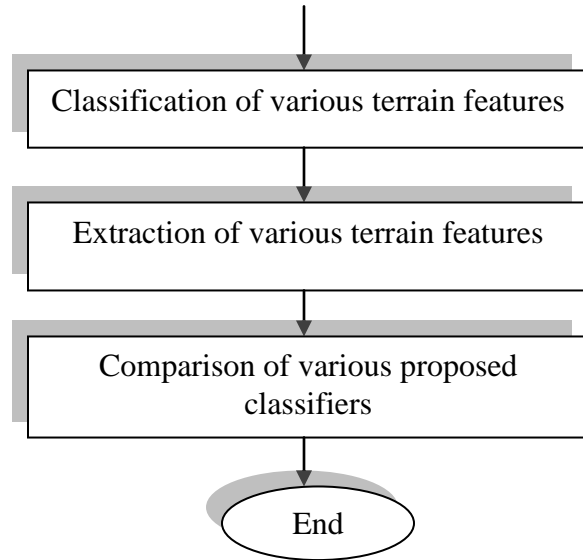 Classification of various terrain features
Extraction of various terrain features
Comparison of various proposed
classifiers
End